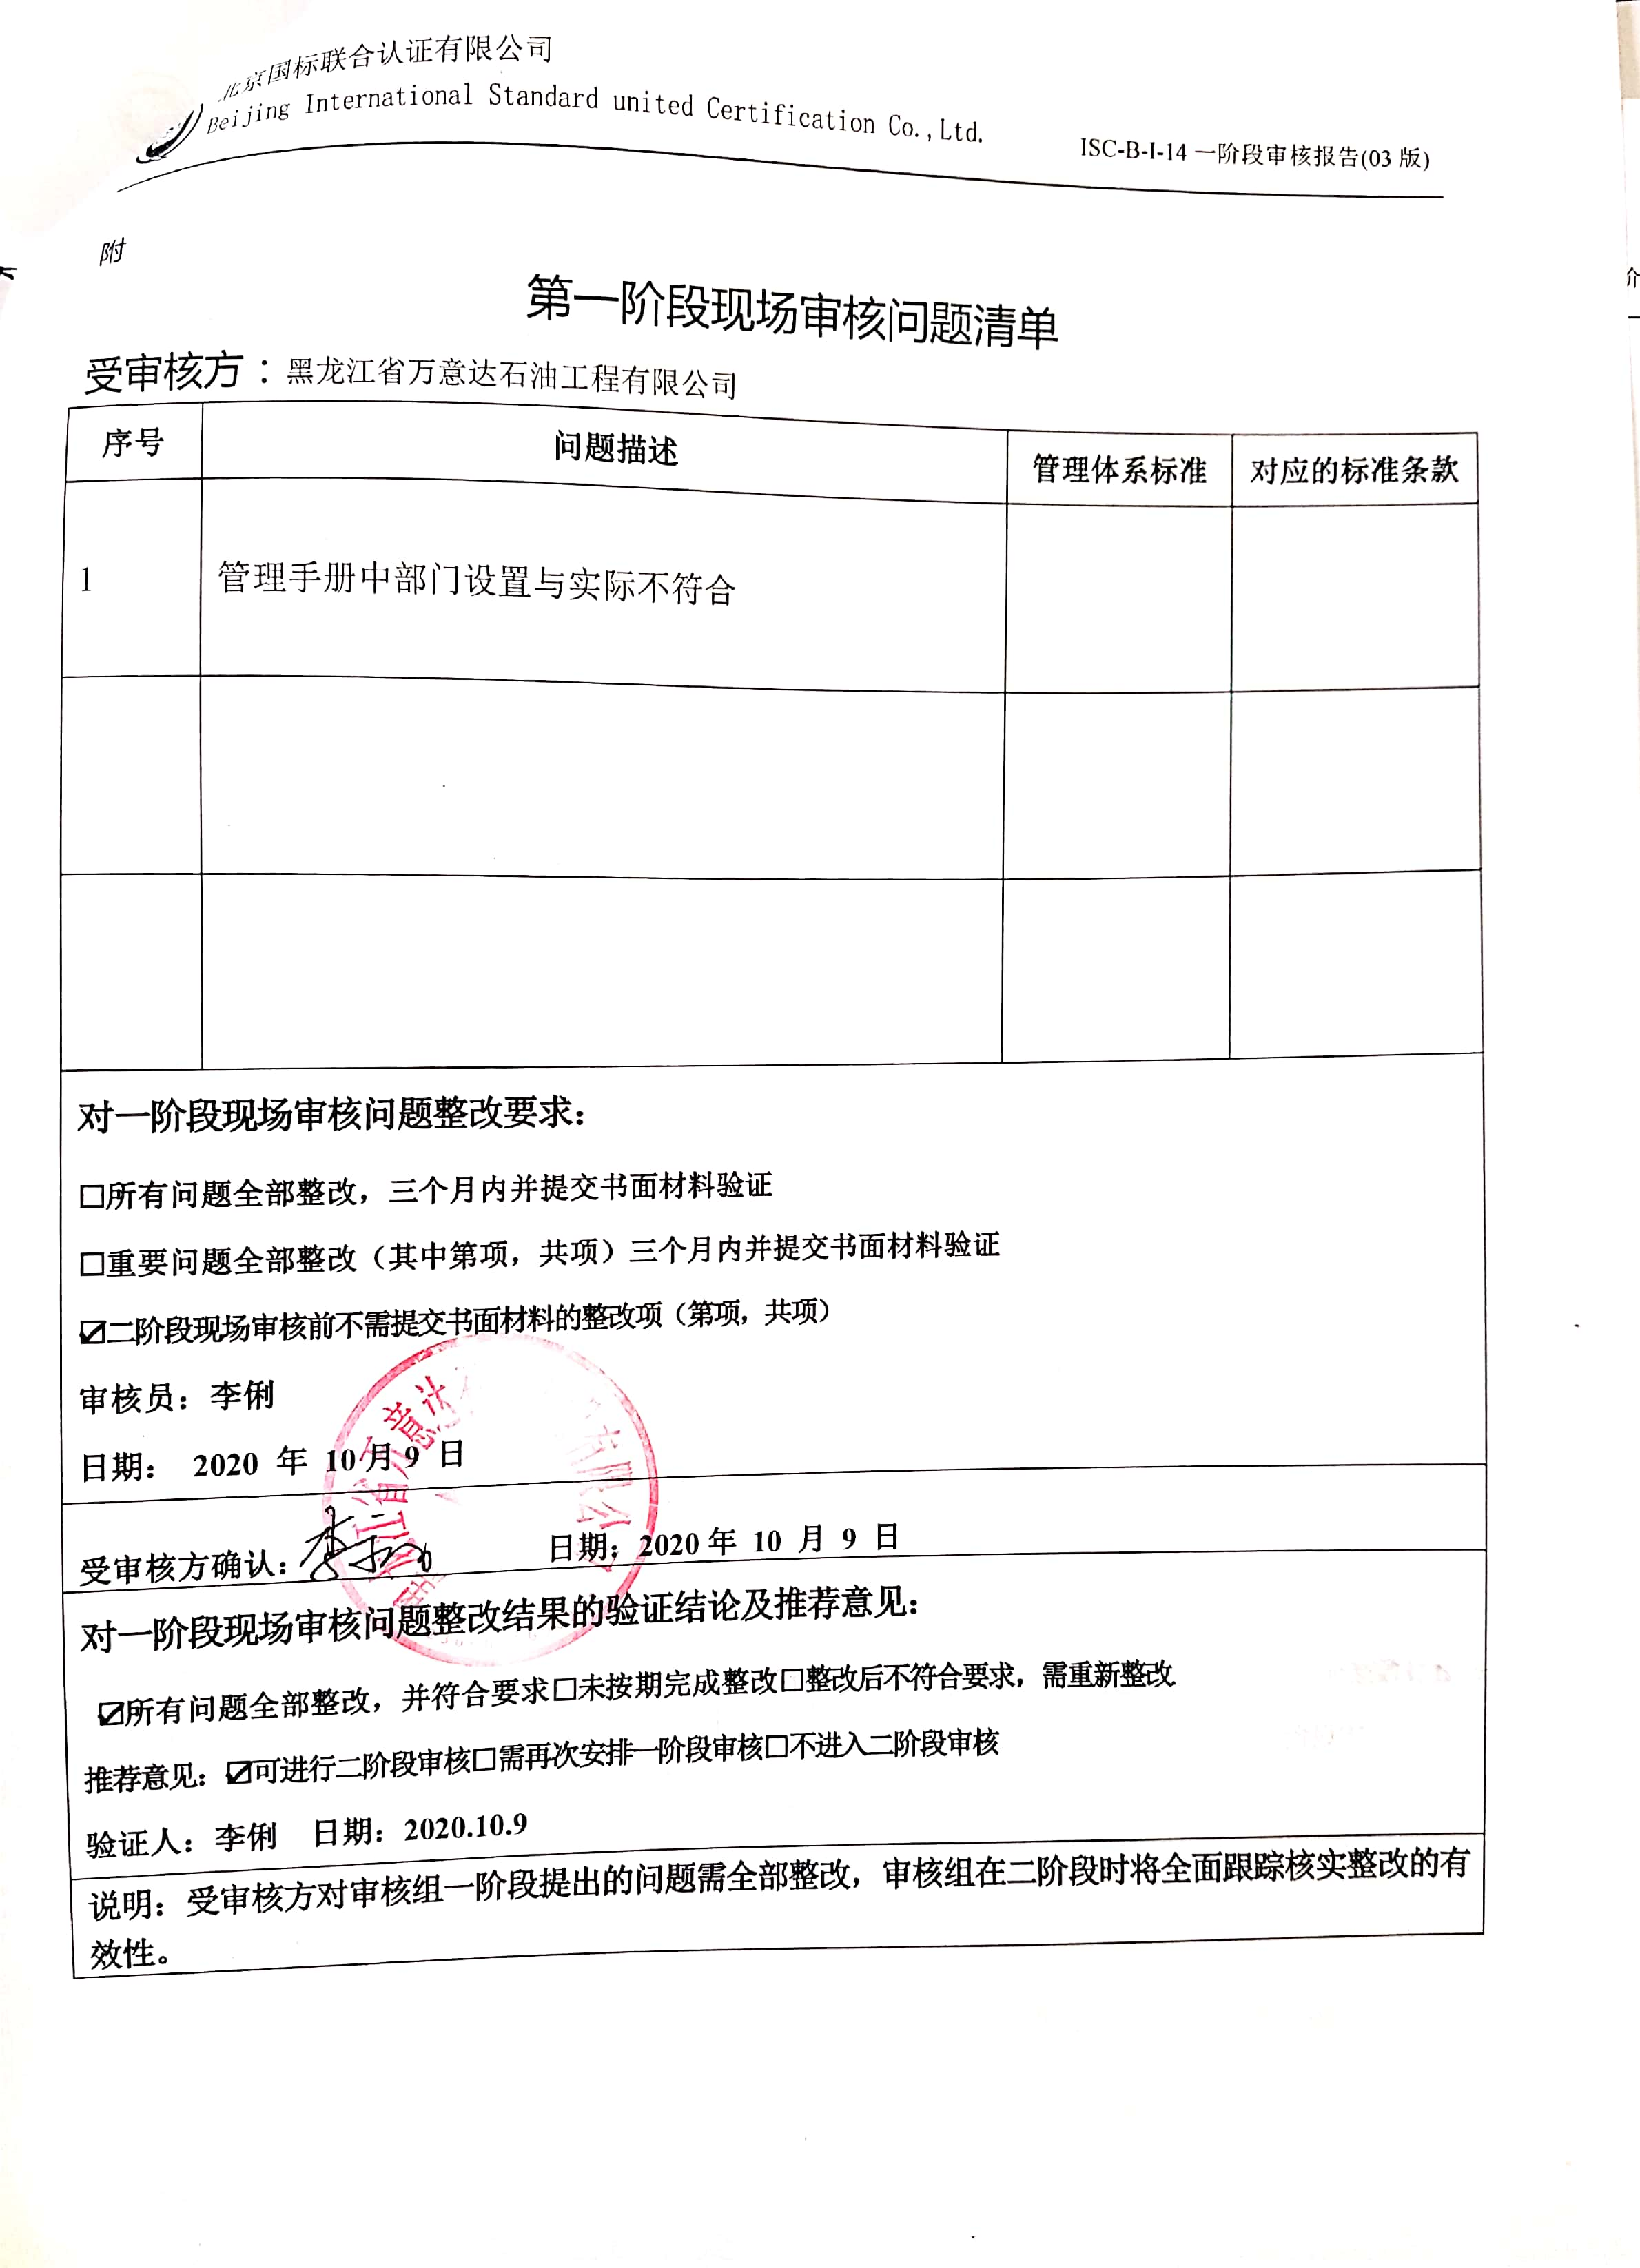 北京国标联合认证有限公司
Beijing International Standard united Certification Co.,Ltd.
ISC-B-I-14 一阶段审核报告(03 版)
附
第一阶段现场审核问题清单
受审核方：黑龙江省万意达石油工程有限公司
序号 问题描述 管理体系标准 对应的标准条款
1 管理手册中部门设置与实际不符合
对一阶段现场审核问题整改要求：
□所有问题全部整改，三个月内并提交书面材料验证
□重要问题全部整改（其中第项，共项）三个月内并提交书面材料验证
☑二阶段现场审核前不需提交书面材料的整改项（第项，共项）
审核员：李俐
日期： 2020 年 10 月 9 日
受审核方确认： 日期：2020 年 10 月 9 日
对一阶段现场审核问题整改结果的验证结论及推荐意见：
☑所有问题全部整改，并符合要求□未按期完成整改□整改后不符合要求，需重新整改
推荐意见：☑可进行二阶段审核□需再次安排一阶段审核□不进入二阶段审核
验证人：李俐 日期：2020.10.9
说明：受审核方对审核组一阶段提出的问题需全部整改，审核组在二阶段时将全面跟踪核实整改的有
效性。